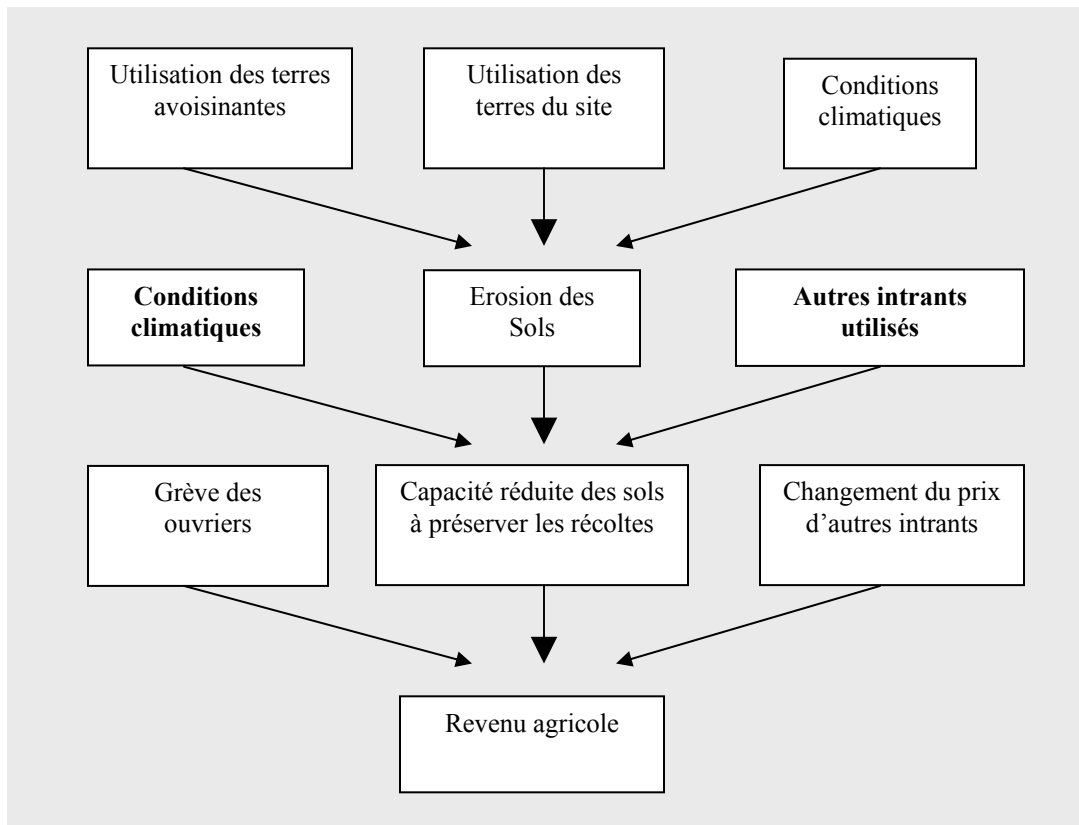 Utilisation des terres
avoisinantes
Utilisation des
terres du site
Conditions
climatiques
Conditions
climatiques
Erosion des
Sols
Autres intrants
utilisés
Grève des
ouvriers
Capacité réduite des sols
à préserver les récoltes
Changement du prix
d’autres intrants
Revenu agricole